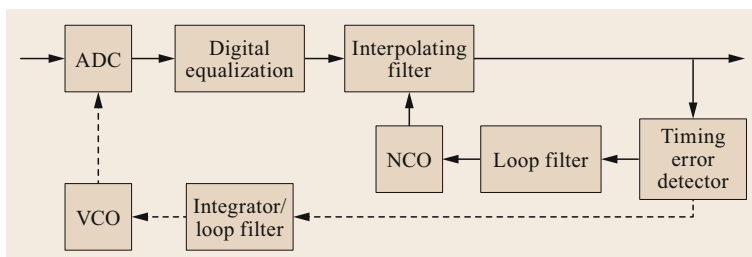 ADC
Digital
equalization
Interpolating
filter
NCO
Loop filter
Timing
error
detector
VCO
Integrator/
loop filter